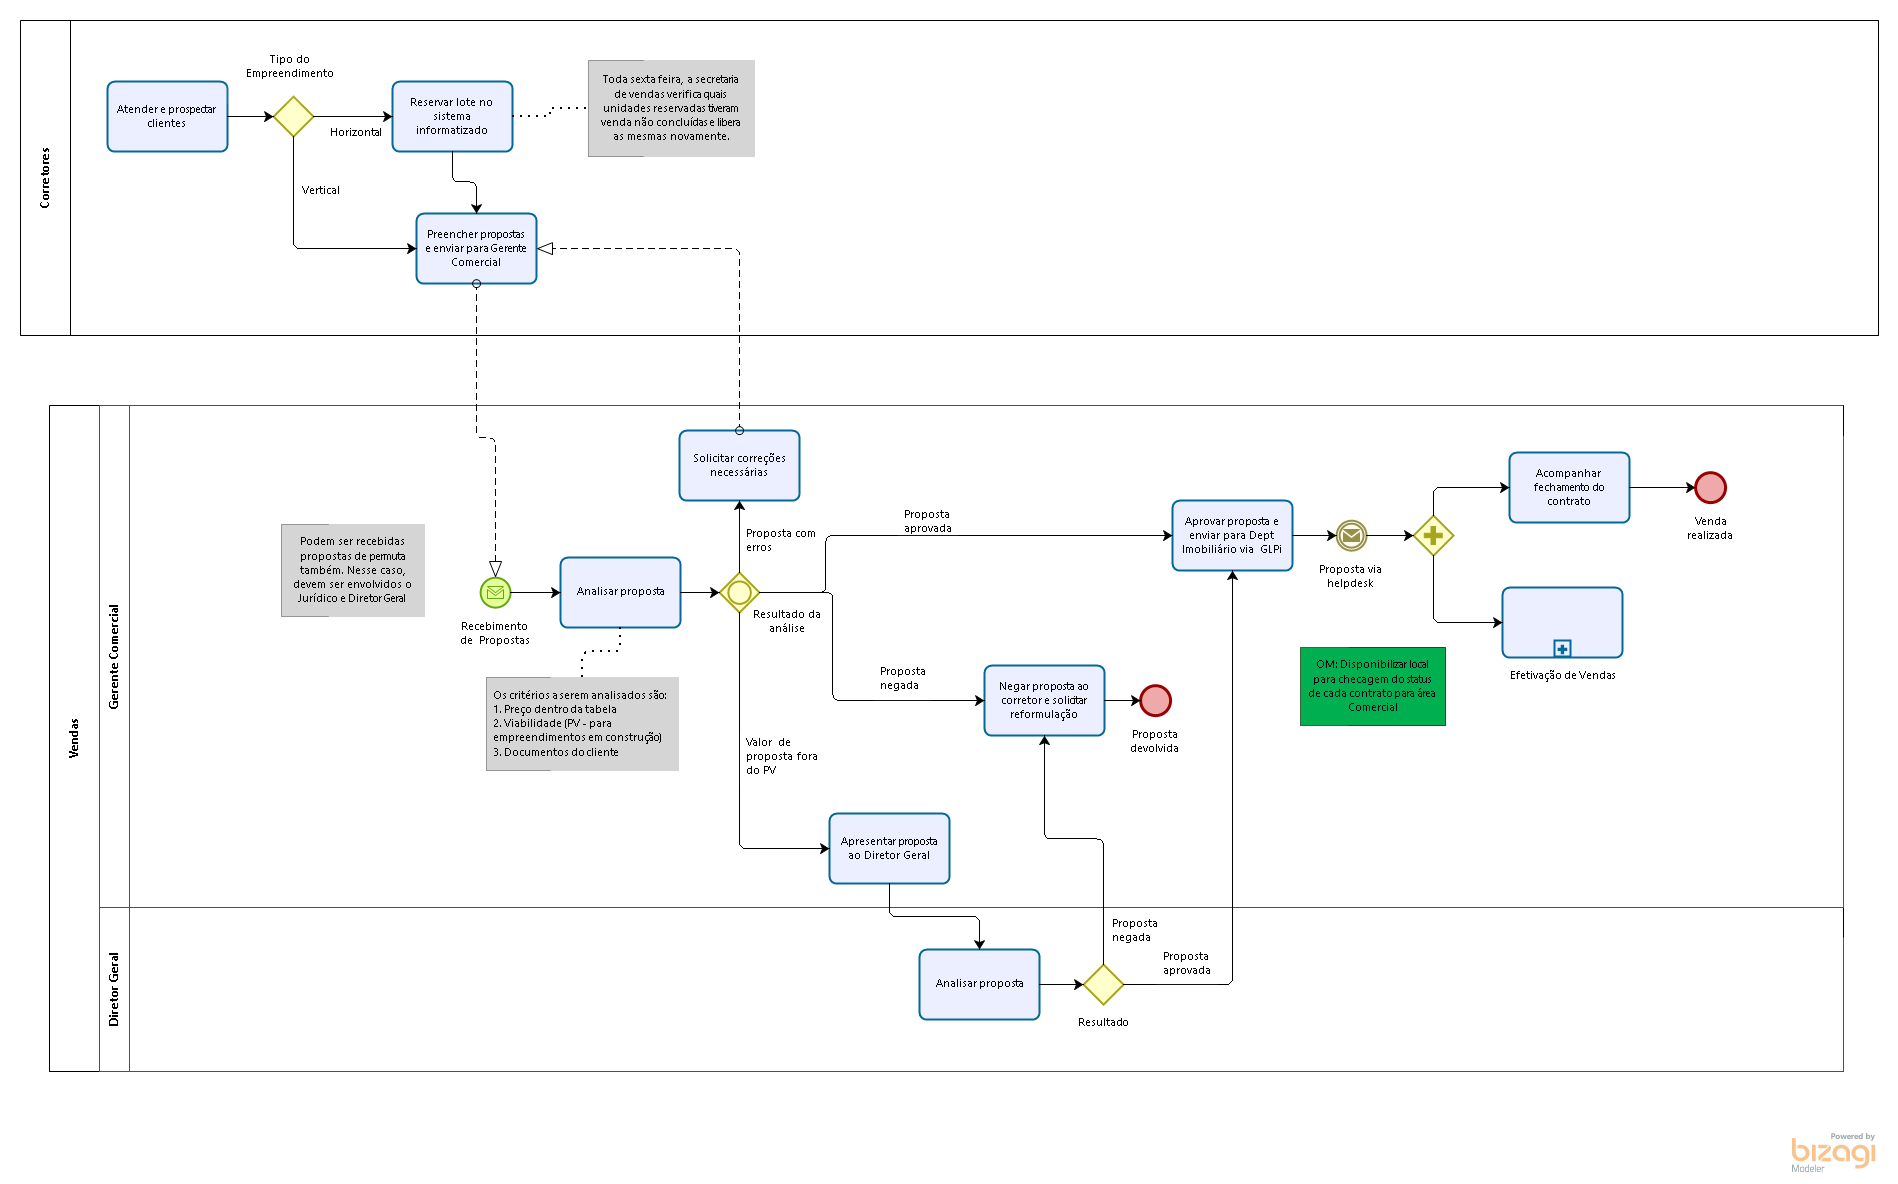 Corretores
Tipo do
Empreendimento
Atender e prospectar
clientes
Horizontal
Vertical
Reservar lote no
sistema
informatizado
Toda sexta feira, a secretaria
de vendas verifica quais
unidades reservadas tiveram
venda não concluídas e libera
as mesmas novamente.
Preencher propostas
e enviar para Gerente
Comercial
Vendas
Gerente Comercial
Podem ser recebidas
propostas de permuta
também. Nesse caso,
devem ser envolvidos o
Jurídico e Diretor Geral
Recebimento
de Propostas
Analisar proposta
Os critérios a serem analisados são:
1. Preço dentro da tabela
2. Viabilidade (PV - para
empreendimentos em construção)
3. Documentos do cliente
Solicitar correções
necessárias
Proposta com
erros
Resultado da
análise
Proposta
aprovada
Proposta
negada
Valor de
proposta fora
do PV
Negar proposta ao
corretor e solicitar
reformulação
Proposta
devolvida
Apresentar proposta
ao Diretor Geral
Aprovar proposta e
enviar para Dept
Imobiliário via GLPi
Proposta via
helpdesk
Acompanhar
fechamento do
contrato
Venda
realizada
Efetivação de Vendas
OM: Disponibilizar local
para checagem do status
de cada contrato para área
Comercial
Diretor Geral
Analisar proposta
Resultado
Proposta
negada
Proposta
aprovada
Powered by
bizagi
Modeler